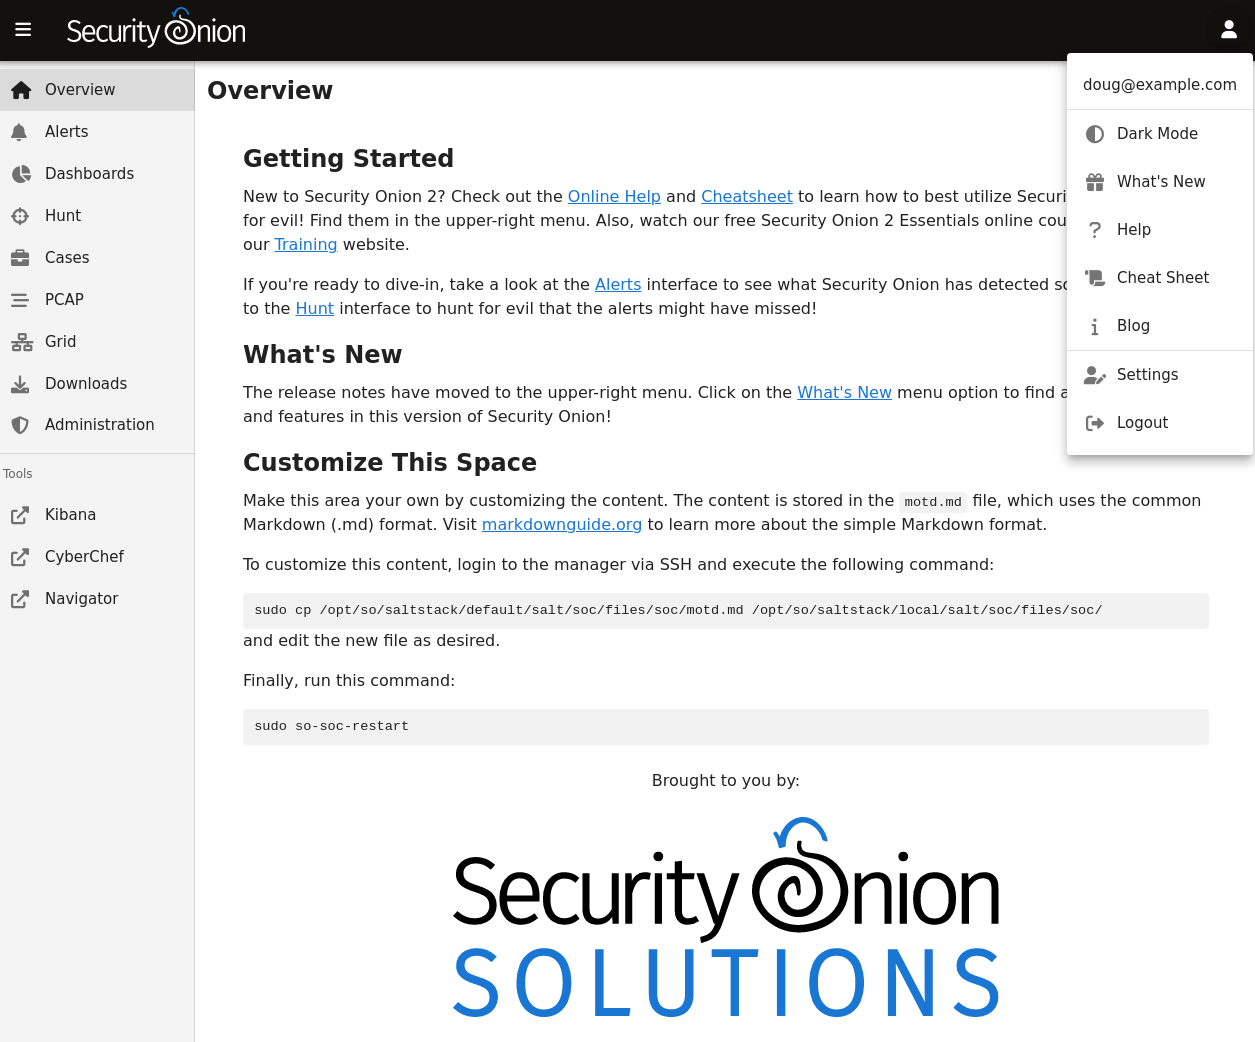 Security Onion
doug@example.com
Dark Mode
What's New
Help
Cheat Sheet
Blog
Settings
Logout
Overview
Alerts
Dashboards
Hunt
Cases
PCAP
Grid
Downloads
Administration
Tools
Kibana
CyberChef
Navigator
Overview
Getting Started
New to Security Onion 2? Check out the Online Help and Cheatsheet to learn how to best utilize
for evil! Find them in the upper-right menu. Also, watch our free Security Onion 2 Essentials online
our Training website.
If you're ready to dive-in, take a look at the Alerts interface to see what Security Onion has detected
to the Hunt interface to hunt for evil that the alerts might have missed!
What's New
The release notes have moved to the upper-right menu. Click on the What's New menu option to find
and features in this version of Security Onion!
Customize This Space
Make this area your own by customizing the content. The content is stored in the motd.md file, which uses the common
Markdown (.md) format. Visit markdownguide.org to learn more about the simple Markdown format.
To customize this content, login to the manager via SSH and execute the following command:
sudo cp /opt/so/saltstack/default/salt/soc/files/soc/motd.md /opt/so/saltstack/local/salt/soc/files/soc/
and edit the new file as desired.
Finally, run this command:
sudo so-soc-restart
Brought to you by:
Security Onion
SOLUTIONS